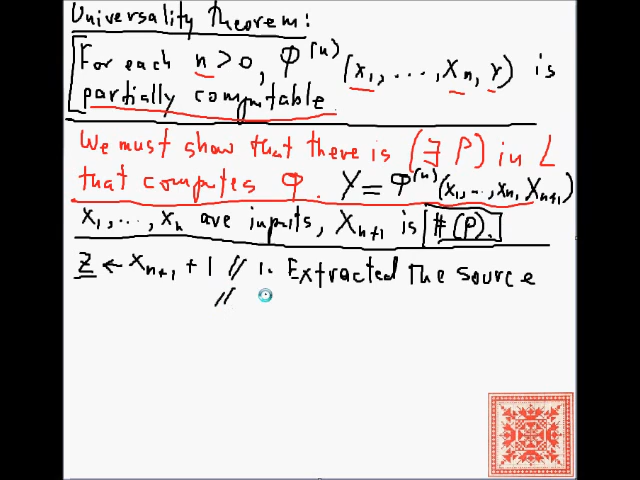 Universality Theorem:
For each n > 0, Φ^(n) (x₁, ..., xₙ, y) is
partially computable.
We must show that there is (∃ P) in L
that computes Φ. Y = Φ^(n)(x₁, .., xₙ, Xₙ₊₁)
x₁, ..., xₙ are inputs, Xₙ₊₁ is #(P).
Z ← Xₙ₊₁ + 1 // 1. Extracted the source
//